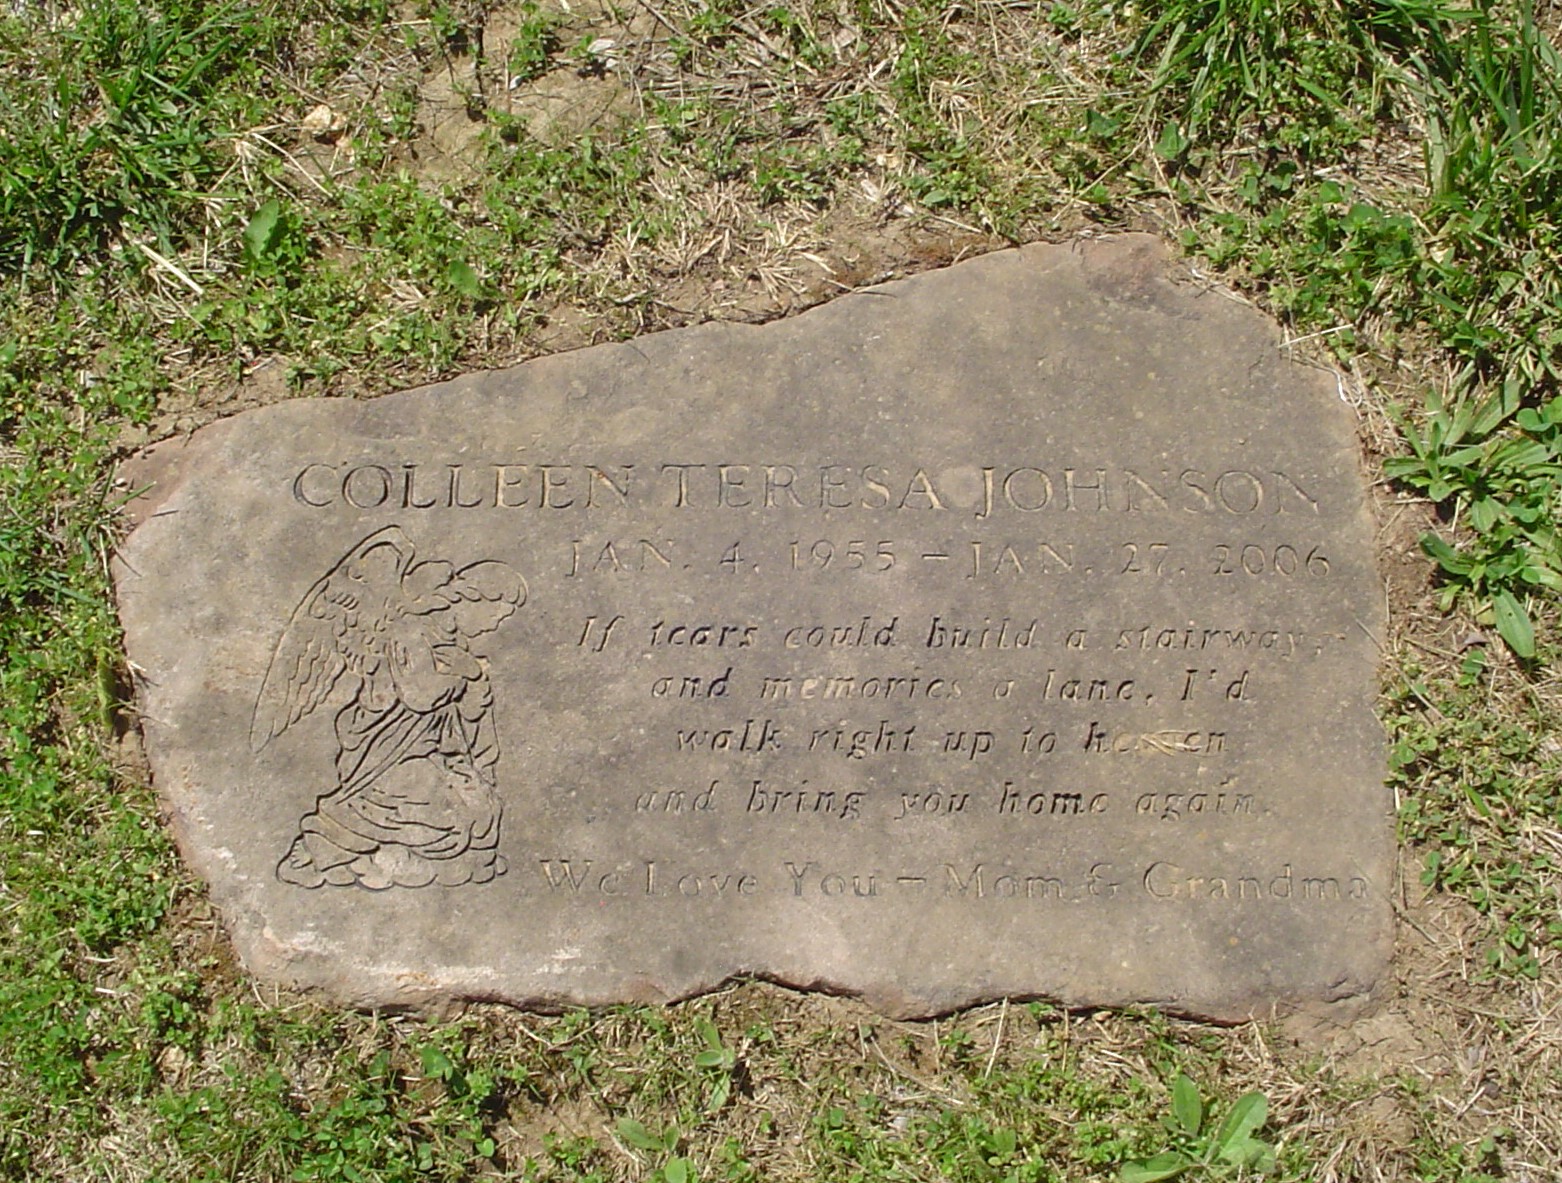 COLLEEN TERESA JOHNSON
JAN. 4. 1955 – JAN. 27. 2006
If tears could build a stairway,
and memories a lane, I'd
walk right up to heaven
and bring you home again.
We Love You – Mom & Grandma